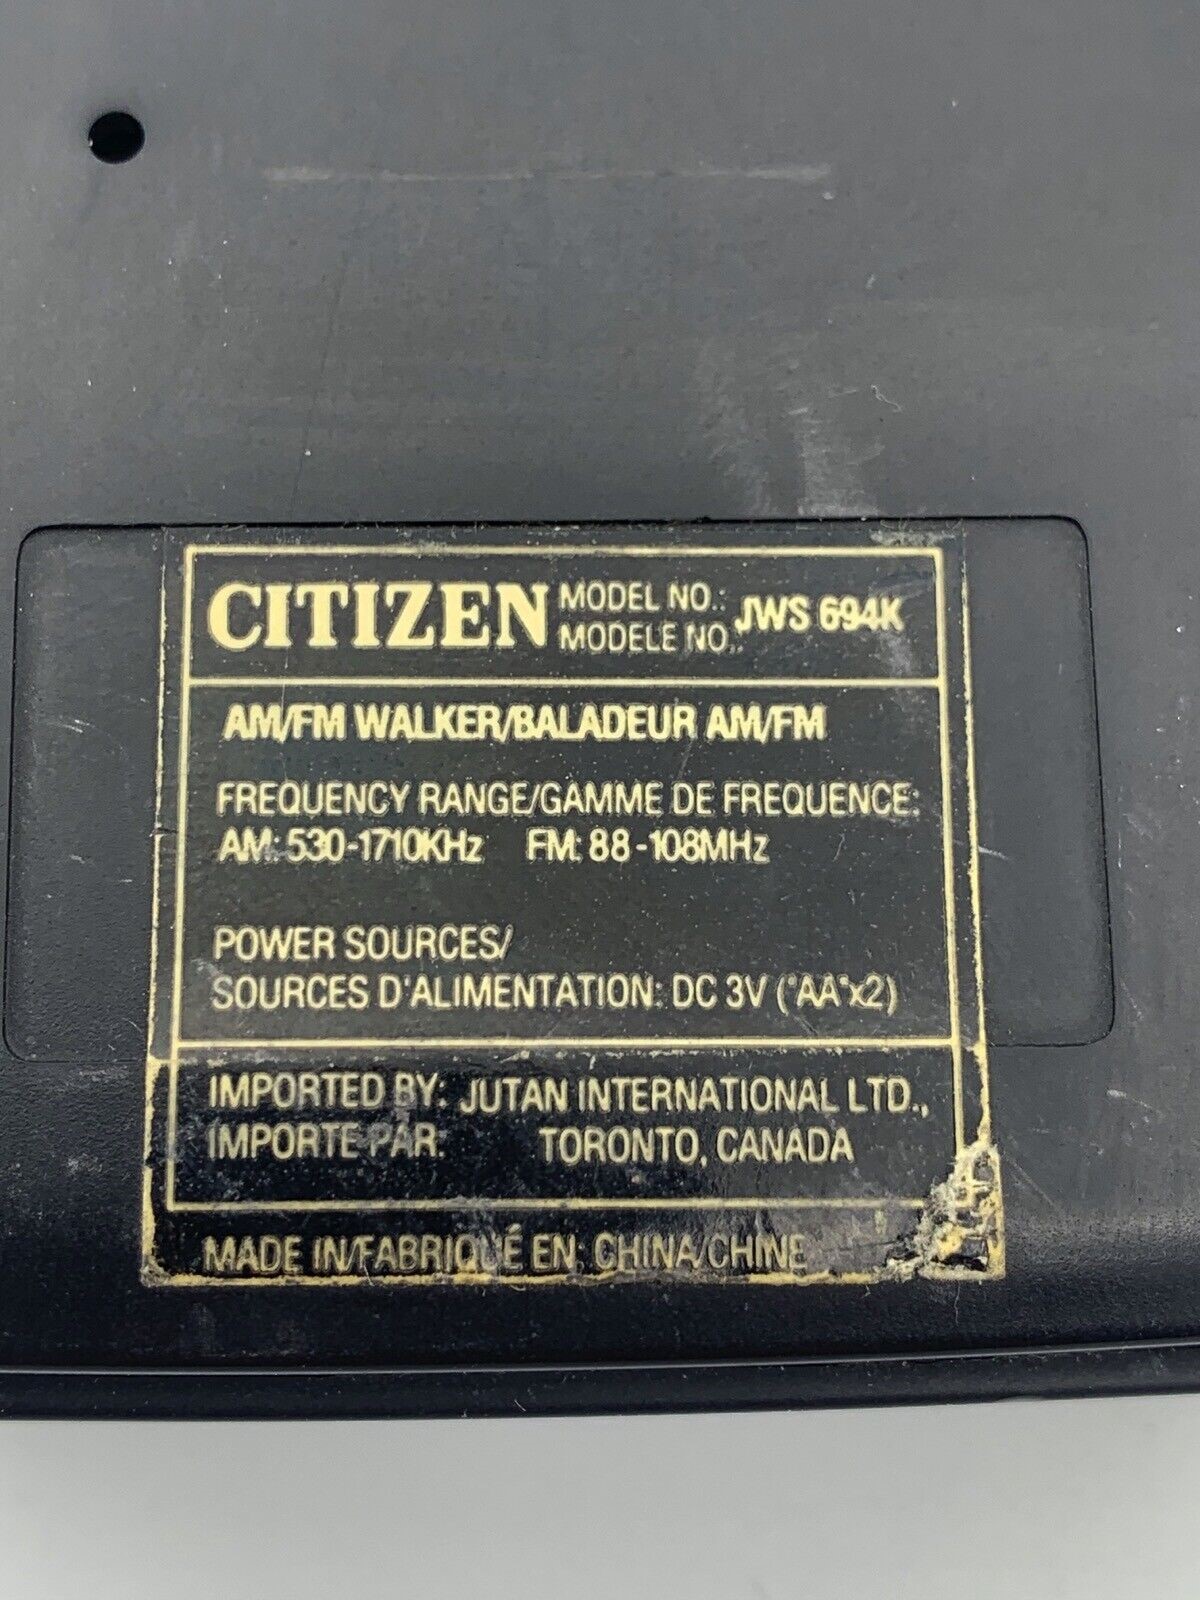 CITIZEN MODEL NO.: JWS 694K
MODELE NO.:
AM/FM WALKER/BALADEUR AM/FM
FREQUENCY RANGE/GAMME DE FREQUENCE:
AM: 530-1710KHz FM: 88-108MHz
POWER SOURCES/
SOURCES D'ALIMENTATION: DC 3V ("AA"x2)
IMPORTED BY: JUTAN INTERNATIONAL LTD.,
IMPORTE PAR: TORONTO, CANADA
MADE IN/FABRIQUÉ EN: CHINA/CHINE